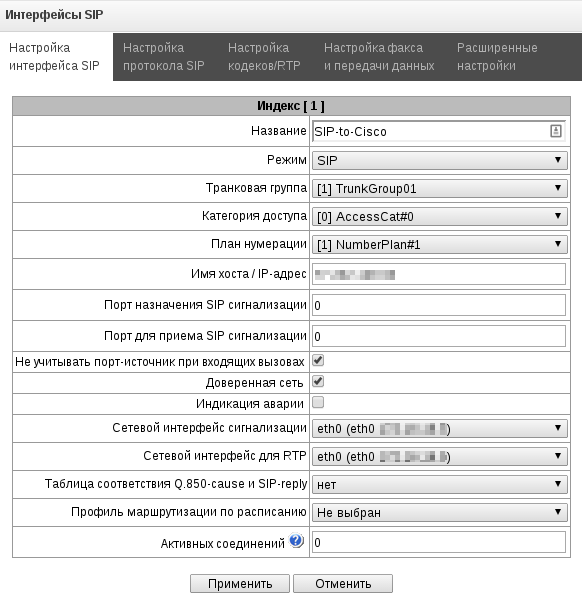 Интерфейсы SIP
Настройка интерфейса SIP
Настройка протокола SIP
Настройка кодеков/RTP
Настройка факса и передачи данных
Расширенные настройки
Индекс [ 1 ]
Название SIP-to-Cisco
Режим SIP
Транковая группа [1] TrunkGroup01
Категория доступа [0] AccessCat#0
План нумерации [1] NumberPlan#1
Имя хоста / IP-адрес
Порт назначения SIP сигнализации 0
Порт для приема SIP сигнализации 0
Не учитывать порт-источник при входящих вызовах
Доверенная сеть
Индикация аварии
Сетевой интерфейс сигнализации eth0 (eth0 )
Сетевой интерфейс для RTP eth0 (eth0 )
Таблица соответствия Q.850-cause и SIP-reply нет
Профиль маршрутизации по расписанию Не выбран
Активных соединений ? 0
Применить Отменить